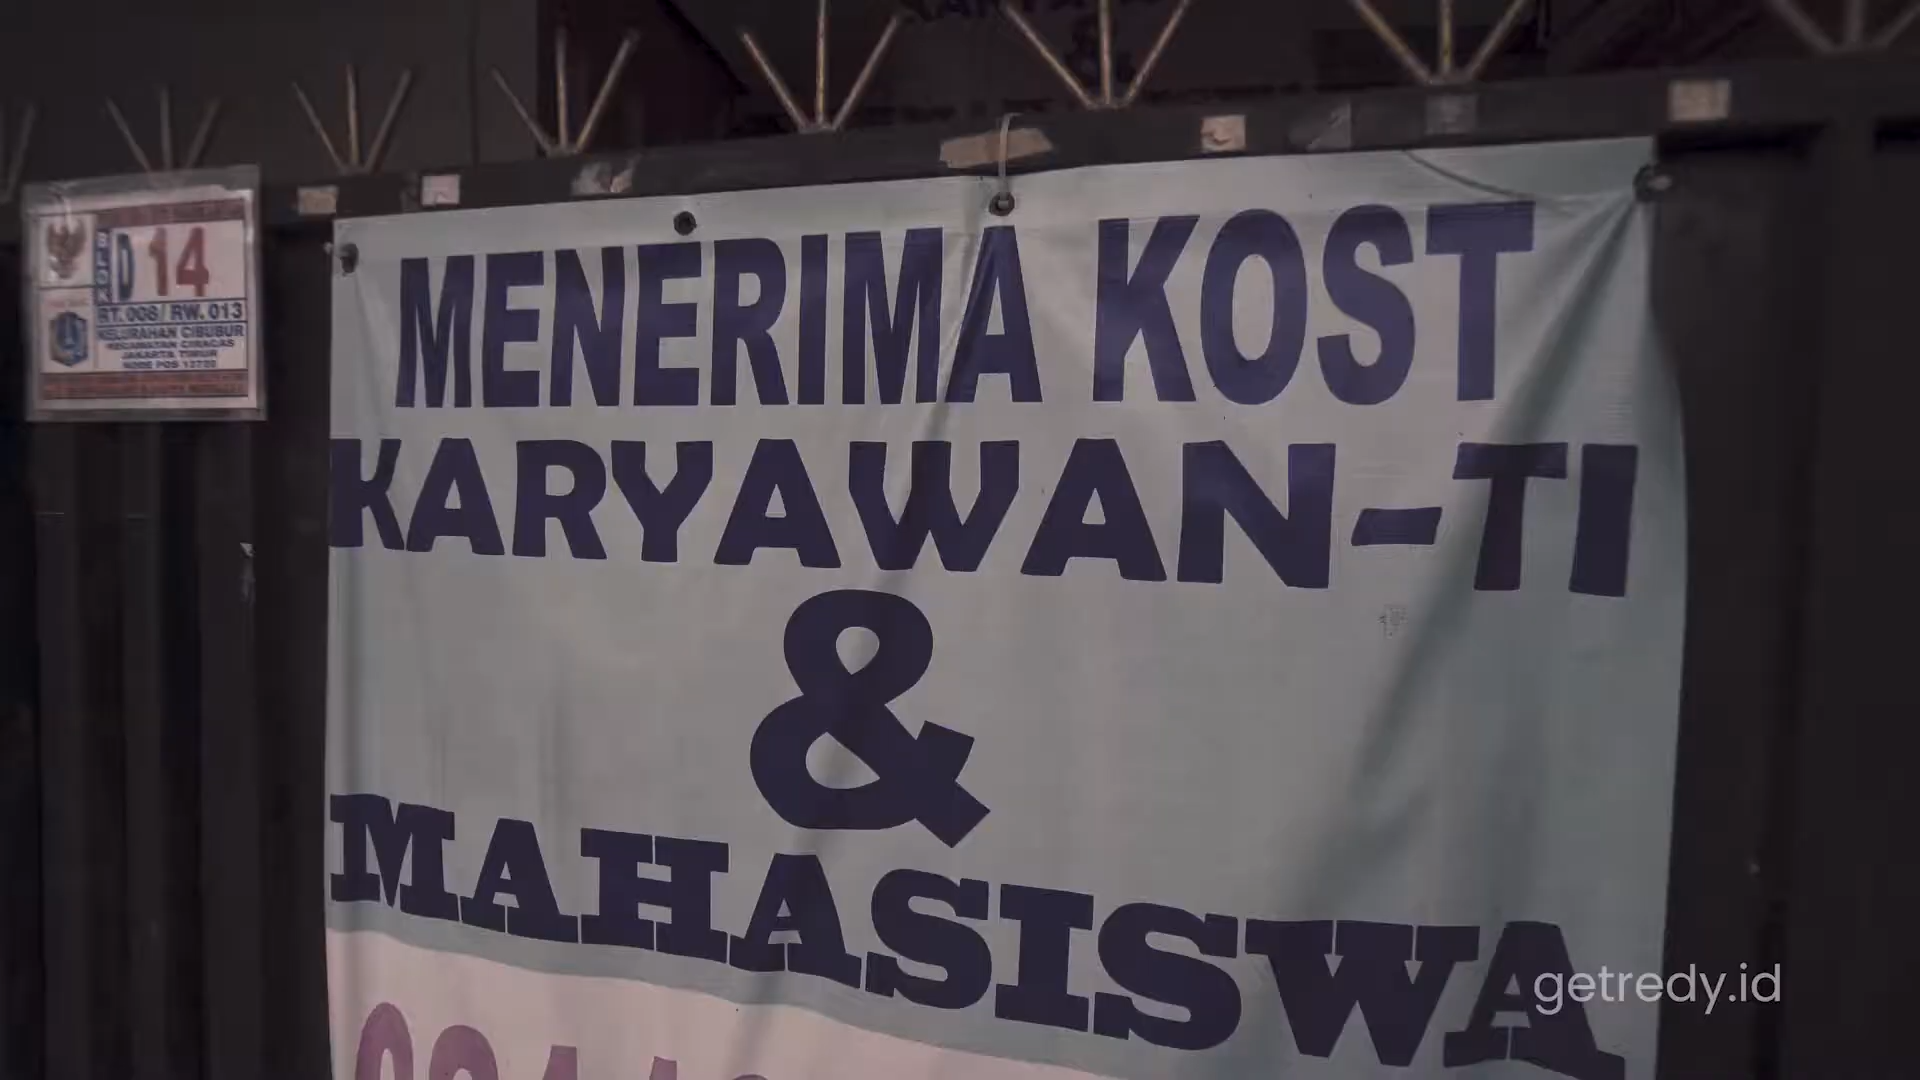 BLOK D 14
RT. 008 / RW. 013
KELURAHAN CIBUBUR
KECAMATAN CIRACAS
JAKARTA TIMUR
KODE POS 13720
MENERIMA KOST
KARYAWAN-TI
&
MAHASISWA
getredy.id